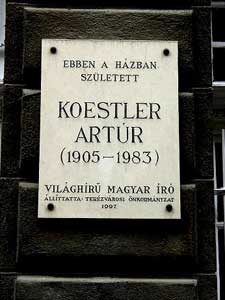 EBBEN A HÁZBAN
SZÜLETETT
KOESTLER
ARTÚR
(1905–1983)
VILÁGHÍRŰ MAGYAR ÍRÓ
ÁLLÍTTATTA: TERÉZVÁROSI ÖNKORMÁNYZAT
1997.